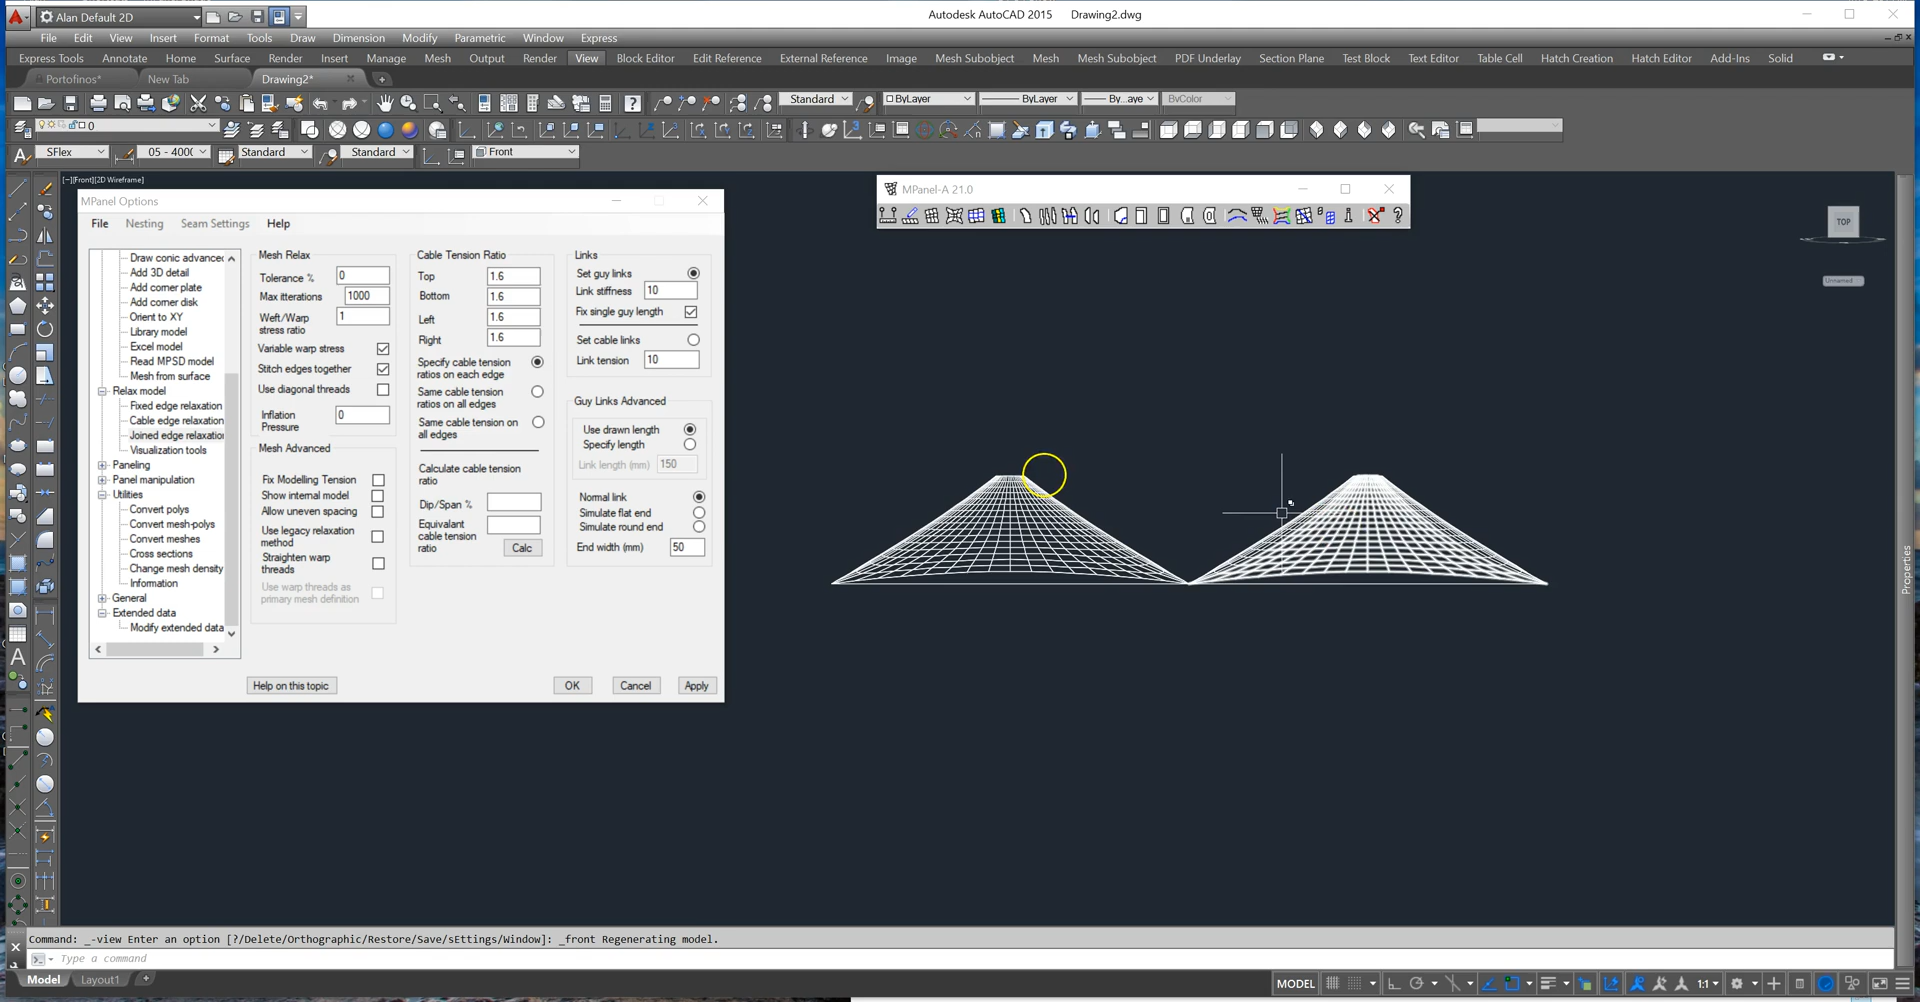 Alan Default 2D
Autodesk AutoCAD 2015 Drawing2.dwg
File Edit View Insert Format Tools Draw Dimension Modify Parametric Window Express
Express Tools Annotate Home Surface Render Insert Manage Mesh Output Render View Block Editor Edit Reference External Reference Image Mesh Subobject Mesh Mesh Subobject PDF Underlay Section Plane Test Block Text Editor Table Cell Hatch Creation Hatch Editor Add-Ins Solid
Portofinos* New Tab Drawing2*
Standard ByLayer ByLayer By...aye ByColor
0
SFlex 05 - 400( Standard Standard Front
[−][Front][2D Wireframe]
MPanel Options
File Nesting Seam Settings Help
Draw conic advanced
Add 3D detail
Add corner plate
Add corner disk
Orient to XY
Library model
Excel model
Read MPSD model
Mesh from surface
Relax model
Fixed edge relaxation
Cable edge relaxation
Joined edge relaxation
Visualization tools
Paneling
Panel manipulation
Utilities
Convert polys
Convert mesh-polys
Convert meshes
Cross sections
Change mesh density
Information
General
Extended data
Modify extended data
Mesh Relax
Tolerance % 0
Max itterations 1000
Weft/Warp stress ratio 1
Variable warp stress
Stitch edges together
Use diagonal threads
Inflation Pressure 0
Mesh Advanced
Fix Modelling Tension
Show internal model
Allow uneven spacing
Use legacy relaxation method
Straighten warp threads
Use warp threads as primary mesh definition
Cable Tension Ratio
Top 1.6
Bottom 1.6
Left 1.6
Right 1.6
Specify cable tension ratios on each edge
Same cable tension ratios on all edges
Same cable tension on all edges
Calculate cable tension ratio
Dip/Span %
Equivalant cable tension ratio
Calc
Links
Set guy links
Link stiffness 10
Fix single guy length
Set cable links
Link tension 10
Guy Links Advanced
Use drawn length
Specify length
Link length (mm) 150
Normal link
Simulate flat end
Simulate round end
End width (mm) 50
Help on this topic OK Cancel Apply
MPanel-A 21.0
TOP
Unnamed
Properties
Command: _-view Enter an option [?/Delete/Orthographic/Restore/Save/sEttings/Window]: _front Regenerating model.
Type a command
Model Layout1
MODEL 1:1